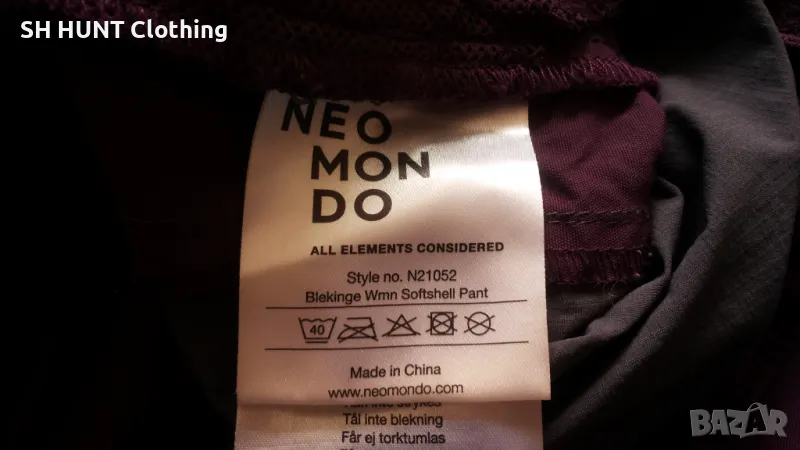 SH HUNT Clothing
NEO
MON
DO
ALL ELEMENTS CONSIDERED
Style no. N21052
Blekinge Wmn Softshell Pant
40
Made in China
www.neomondo.com
Tål inte blekning
Får ej torktumlas
BAZAR